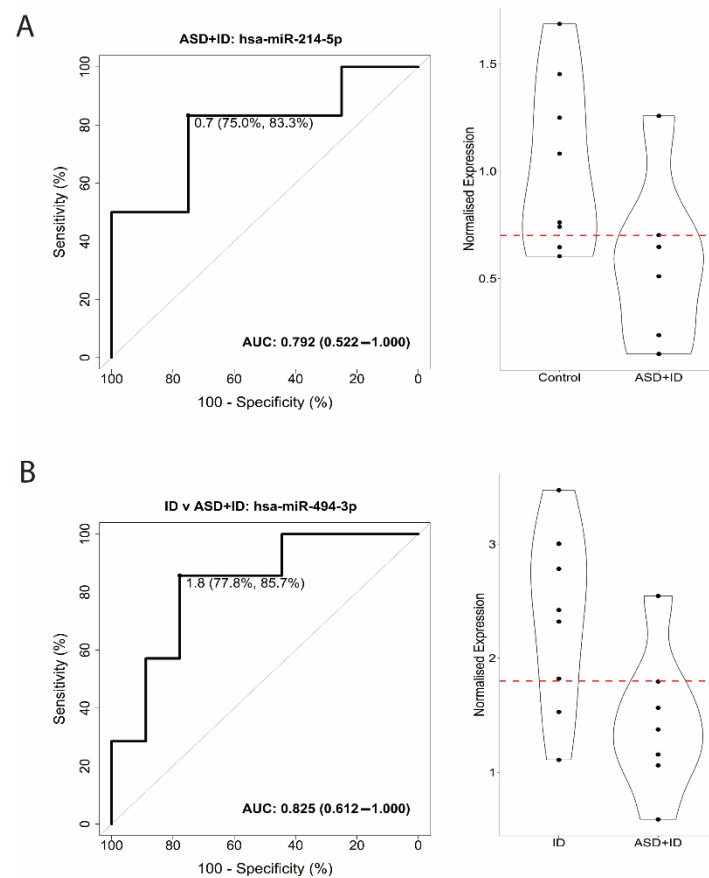 A
ASD+ID: hsa-miR-214-5p
Sensitivity (%)
100
80
60
40
20
0
0.7 (75.0%, 83.3%)
AUC: 0.792 (0.522–1.000)
100 80 60 40 20 0
100 - Specificity (%)
Normalised Expression
1.5
1.0
0.5
Control ASD+ID
B
ID v ASD+ID: hsa-miR-494-3p
Sensitivity (%)
100
80
60
40
20
0
1.8 (77.8%, 85.7%)
AUC: 0.825 (0.612–1.000)
100 80 60 40 20 0
100 - Specificity (%)
Normalised Expression
3
2
1
ID ASD+ID